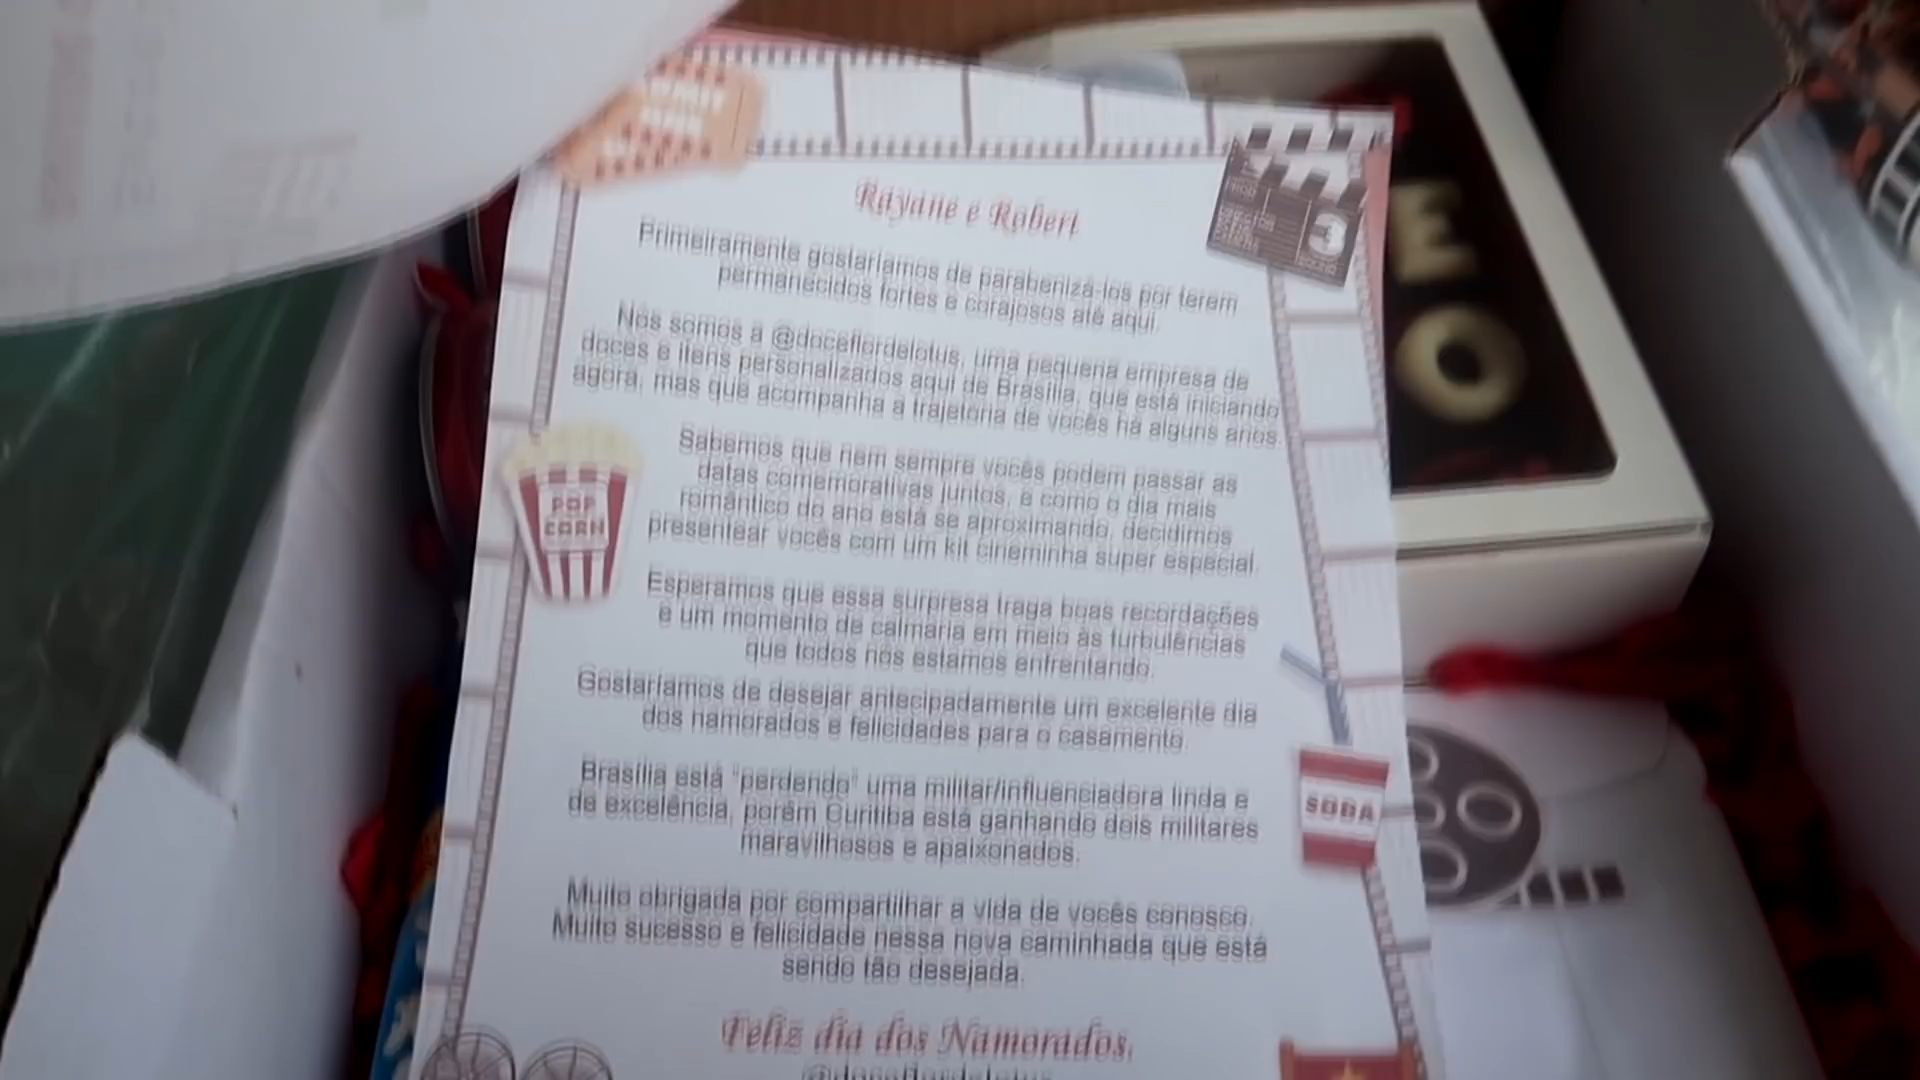 ADMIT
ONE
Rayane e Robert
PROD.
3
Primeiramente gostaríamos de parabenizá-los por terem
permanecidos fortes e corajosos até aqui.
Nós somos a @doceflordelotus, uma pequena empresa de
doces e itens personalizados aqui de Brasília, que está iniciando
agora, mas que acompanha a trajetória de vocês há alguns anos.
Sabemos que nem sempre vocês podem passar as
datas comemorativas juntos, e como o dia mais
romântico do ano está se aproximando, decidimos
presentear vocês com um kit cineminha super especial.
POP
CORN
Esperamos que essa surpresa traga boas recordações
e um momento de calmaria em meio às turbulências
que todos nós estamos enfrentando.
Gostaríamos de desejar antecipadamente um excelente dia
dos namorados e felicidades para o casamento.
Brasília está "perdendo" uma militar/influenciadora linda e
de excelência, porém Curitiba está ganhando dois militares
maravilhosos e apaixonados.
SODA
Muito obrigada por compartilhar a vida de vocês conosco.
Muito sucesso e felicidade nessa nova caminhada que está
sendo tão desejada.
Feliz dia dos Namorados,
@doceflordelotus
E
O